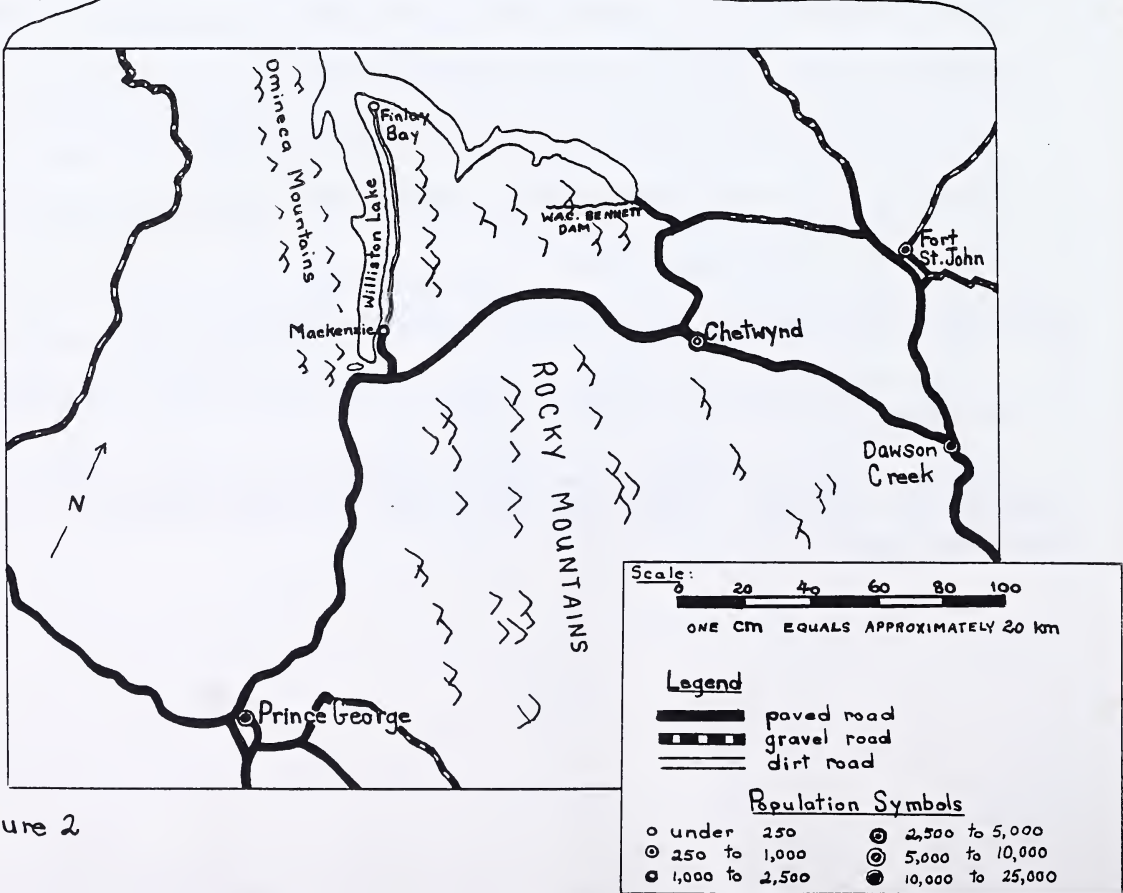 Omineca Mountains
Finlay
Bay
Williston Lake
W.A.C. BENNETT
DAM
Fort
St. John
Mackenzie
Chetwynd
ROCKY MOUNTAINS
Dawson
Creek
N
Prince George
Scale:
0 20 40 60 80 100
ONE cm EQUALS APPROXIMATELY 20 km
Legend
paved road
gravel road
dirt road
Population Symbols
under 250
250 to 1,000
1,000 to 2,500
2,500 to 5,000
5,000 to 10,000
10,000 to 25,000
ure 2